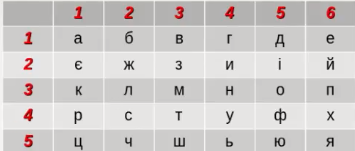 1 2 3 4 5 6
1 а б в г д е
2 є ж з и і й
3 к л м н о п
4 р с т у ф х
5 ц ч ш ь ю я